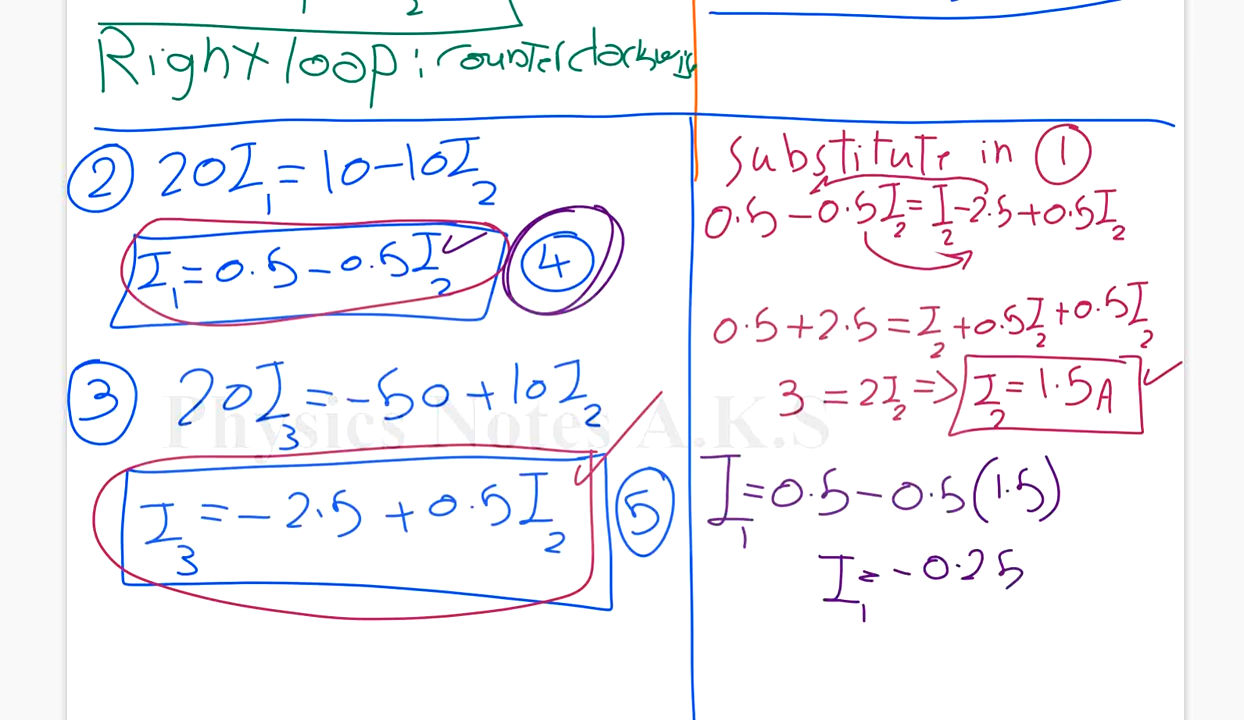 2
Right loop: counterclockwis
② 20I₁ = 10-10I₂
I₁ = 0.5-0.5I₂ ✓ ④
③ 20I₃ = -50+10I₂
Physics Notes A.K.S
I₃ = -2.5+0.5I₂ ⑤
Substitute in ①
0.5-0.5I₂ = I₂-2.5+0.5I₂
0.5+2.5 = I₂+0.5I₂+0.5I₂
3 = 2I₂ => I₂ = 1.5A ✓
I₁ = 0.5-0.5(1.5)
I₁ = -0.25